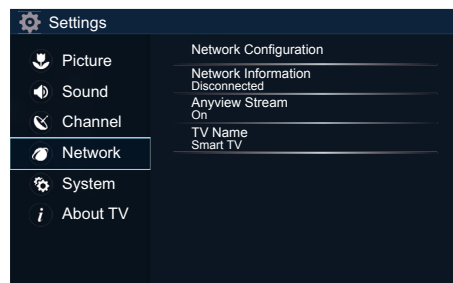 Settings
Picture
Sound
Channel
Network
System
About TV
Network Configuration
Network Information
Disconnected
Anyview Stream
On
TV Name
Smart TV